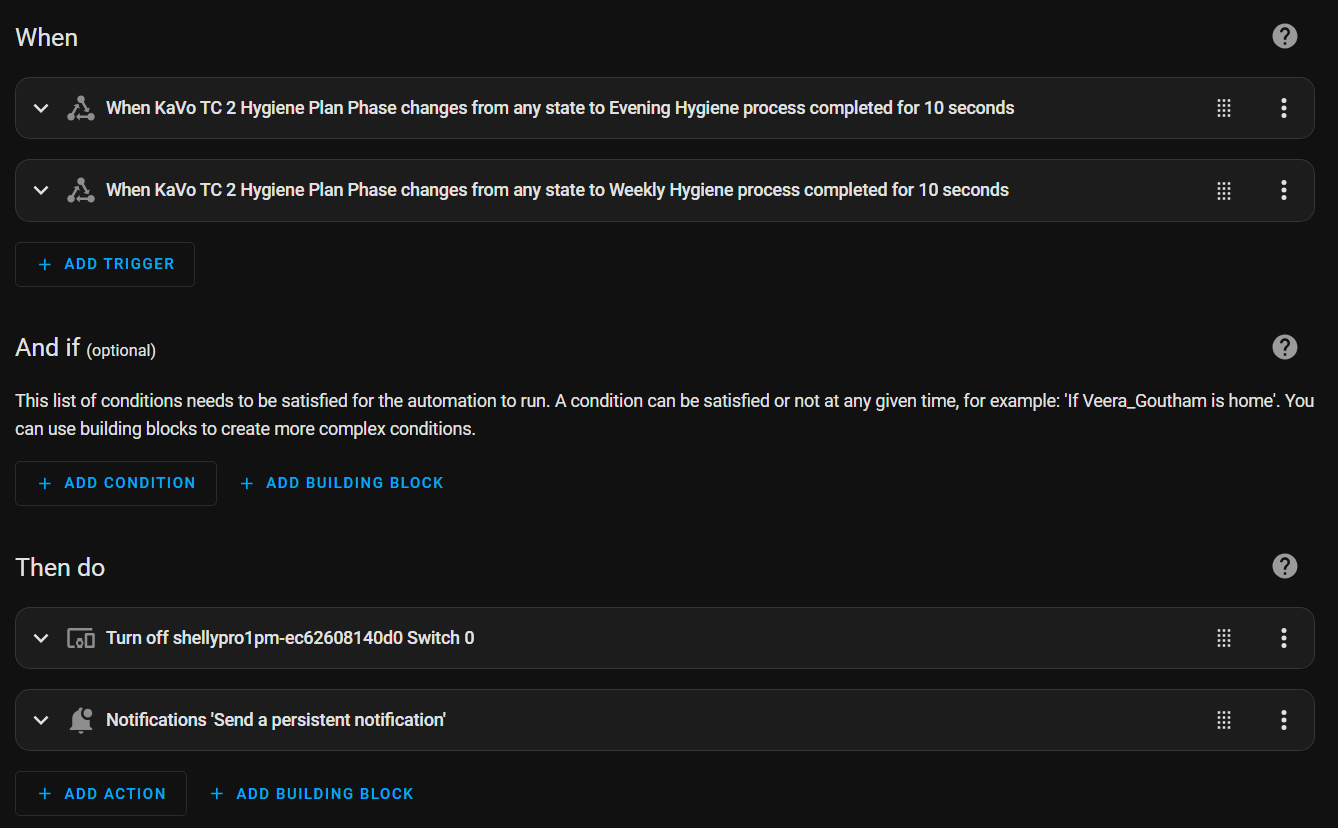 When
When KaVo TC 2 Hygiene Plan Phase changes from any state to Evening Hygiene process completed for 10 seconds
When KaVo TC 2 Hygiene Plan Phase changes from any state to Weekly Hygiene process completed for 10 seconds
+ ADD TRIGGER
And if (optional)
This list of conditions needs to be satisfied for the automation to run. A condition can be satisfied or not at any given time, for example: 'If Veera_Goutham is home'. You
can use building blocks to create more complex conditions.
+ ADD CONDITION + ADD BUILDING BLOCK
Then do
Turn off shellypro1pm-ec62608140d0 Switch 0
Notifications 'Send a persistent notification'
+ ADD ACTION + ADD BUILDING BLOCK